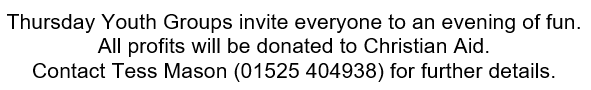 Thursday Youth Groups invite everyone to an evening of fun.
All profits will be donated to Christian Aid.
Contact Tess Mason (01525 404938) for further details.